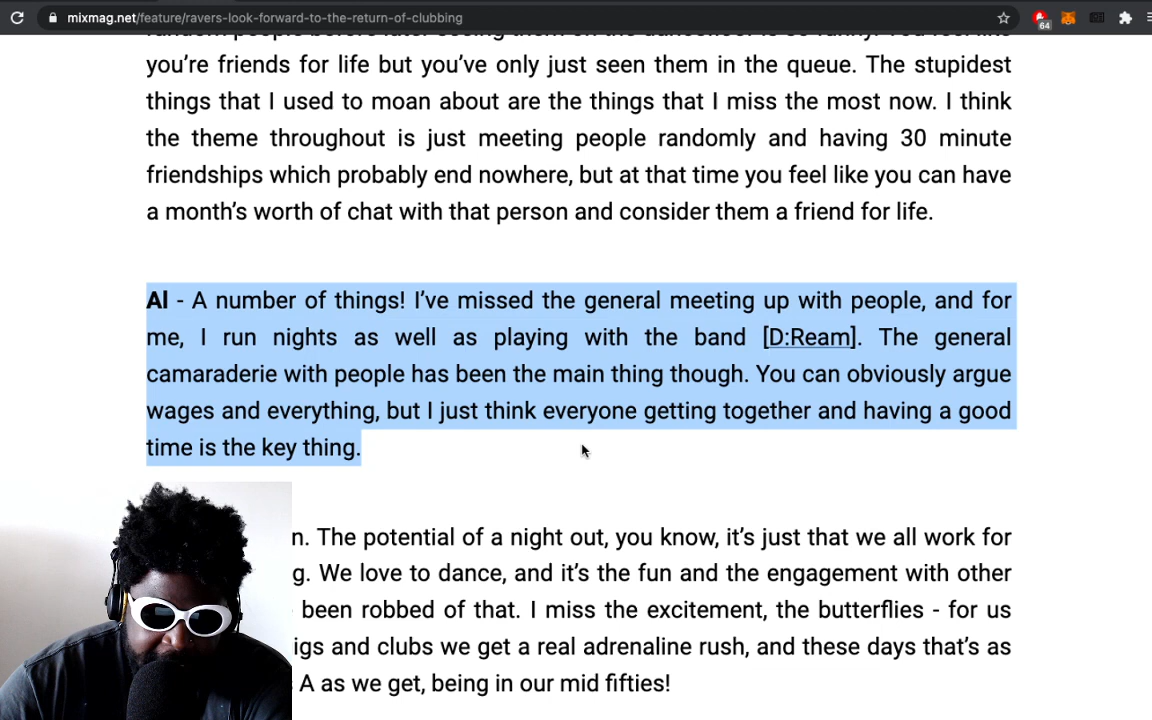 mixmag.net/feature/ravers-look-forward-to-the-return-of-clubbing
64
you're friends for life but you've only just seen them in the queue. The stupidest
things that I used to moan about are the things that I miss the most now. I think
the theme throughout is just meeting people randomly and having 30 minute
friendships which probably end nowhere, but at that time you feel like you can have
a month's worth of chat with that person and consider them a friend for life.
Al - A number of things! I've missed the general meeting up with people, and for
me, I run nights as well as playing with the band [D:Ream]. The general
camaraderie with people has been the main thing though. You can obviously argue
wages and everything, but I just think everyone getting together and having a good
time is the key thing.
n. The potential of a night out, you know, it's just that we all work for
g. We love to dance, and it's the fun and the engagement with other
been robbed of that. I miss the excitement, the butterflies - for us
igs and clubs we get a real adrenaline rush, and these days that's as
A as we get, being in our mid fifties!